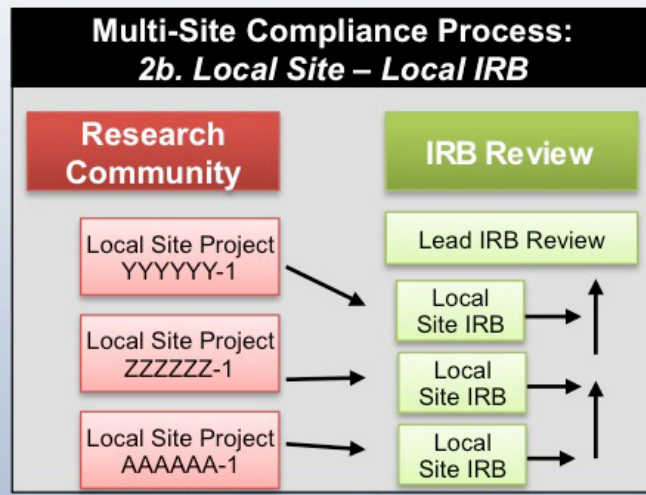 Multi-Site Compliance Process:
2b. Local Site – Local IRB
Research
Community
IRB Review
Local Site Project
YYYYYY-1
Local Site Project
ZZZZZZ-1
Local Site Project
AAAAAA-1
Lead IRB Review
Local
Site IRB
Local
Site IRB
Local
Site IRB